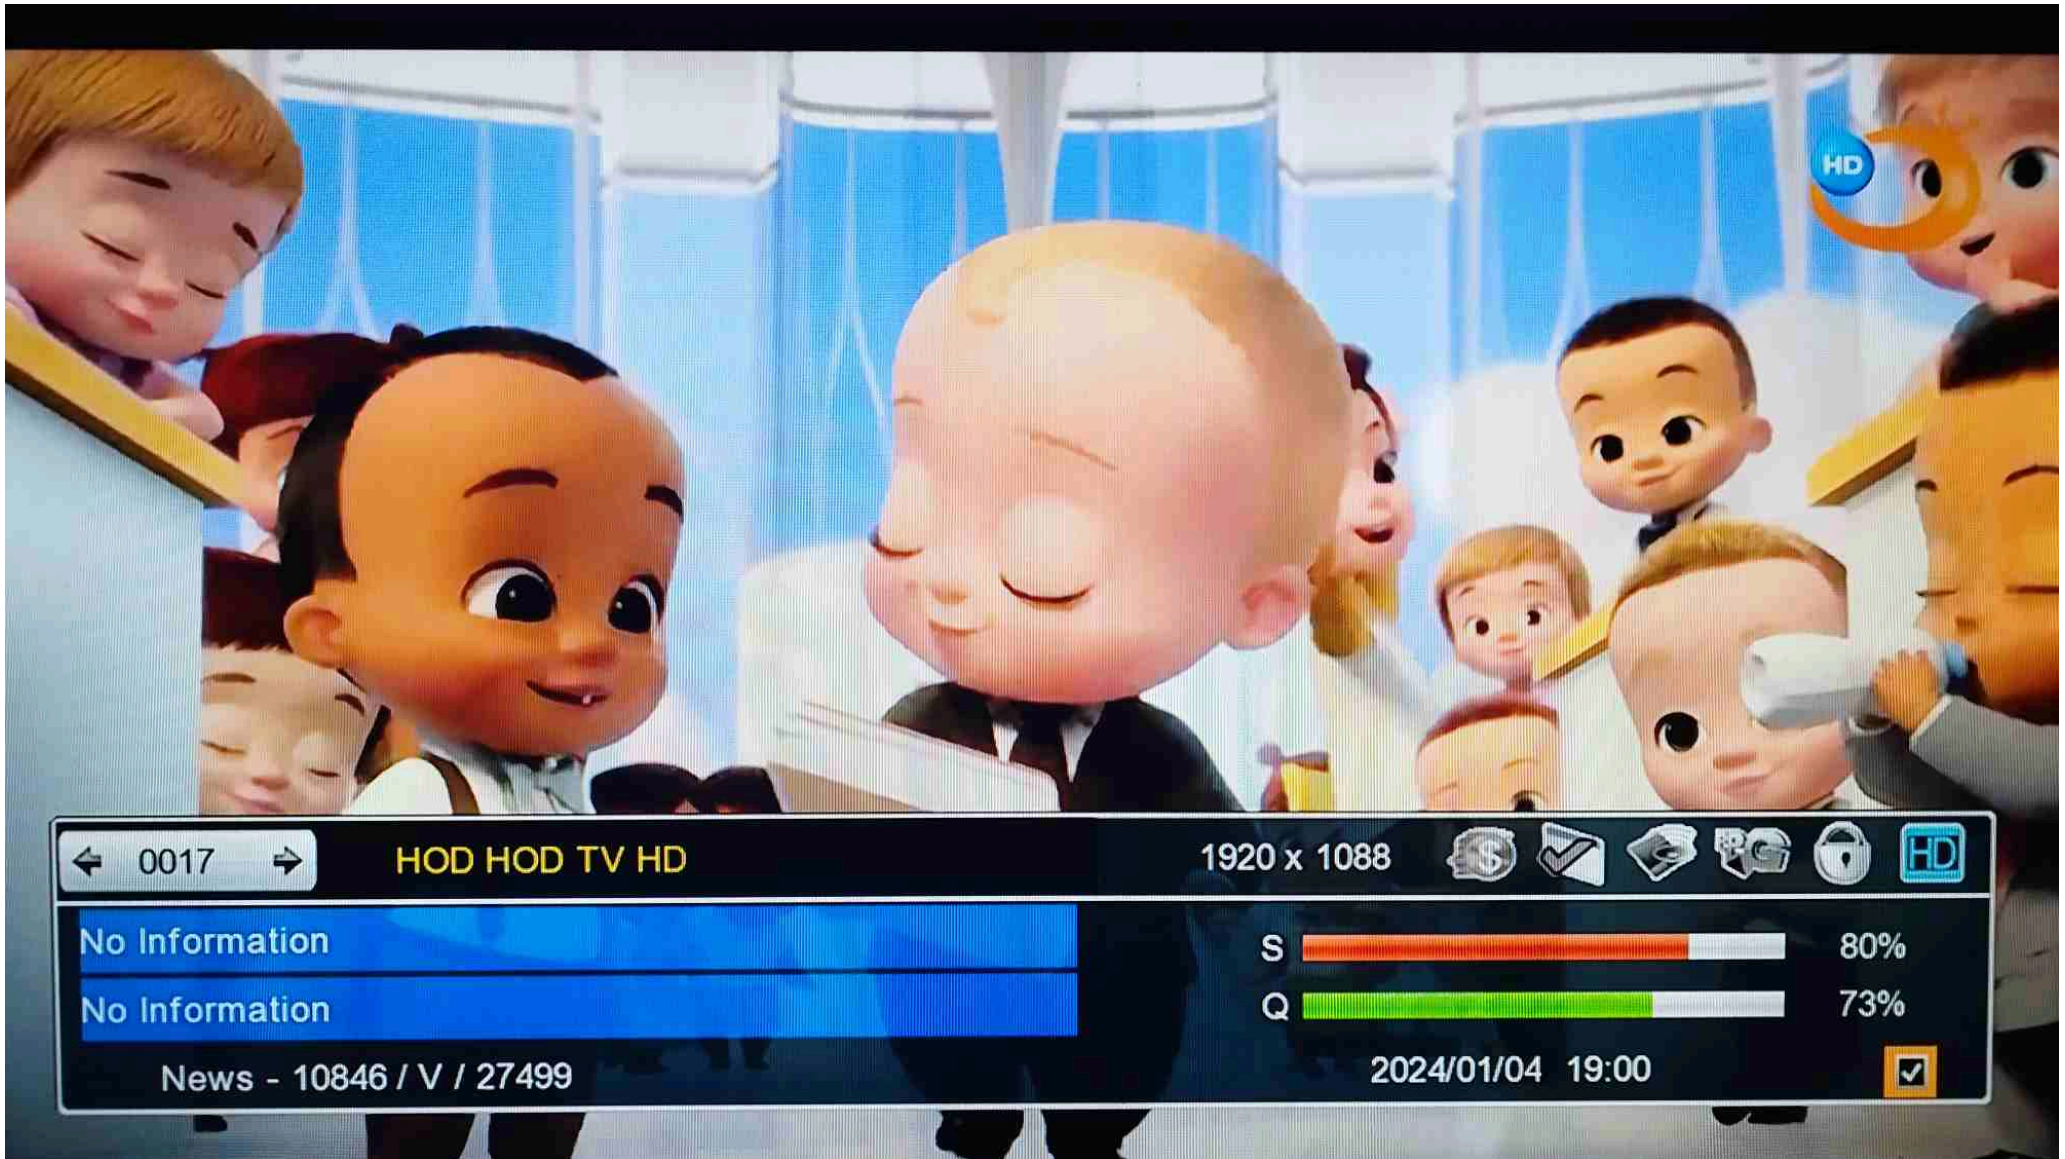 HD
0017 HOD HOD TV HD 1920 x 1088 $ EPG HD
No Information S 80%
No Information Q 73%
News - 10846 / V / 27499 2024/01/04 19:00